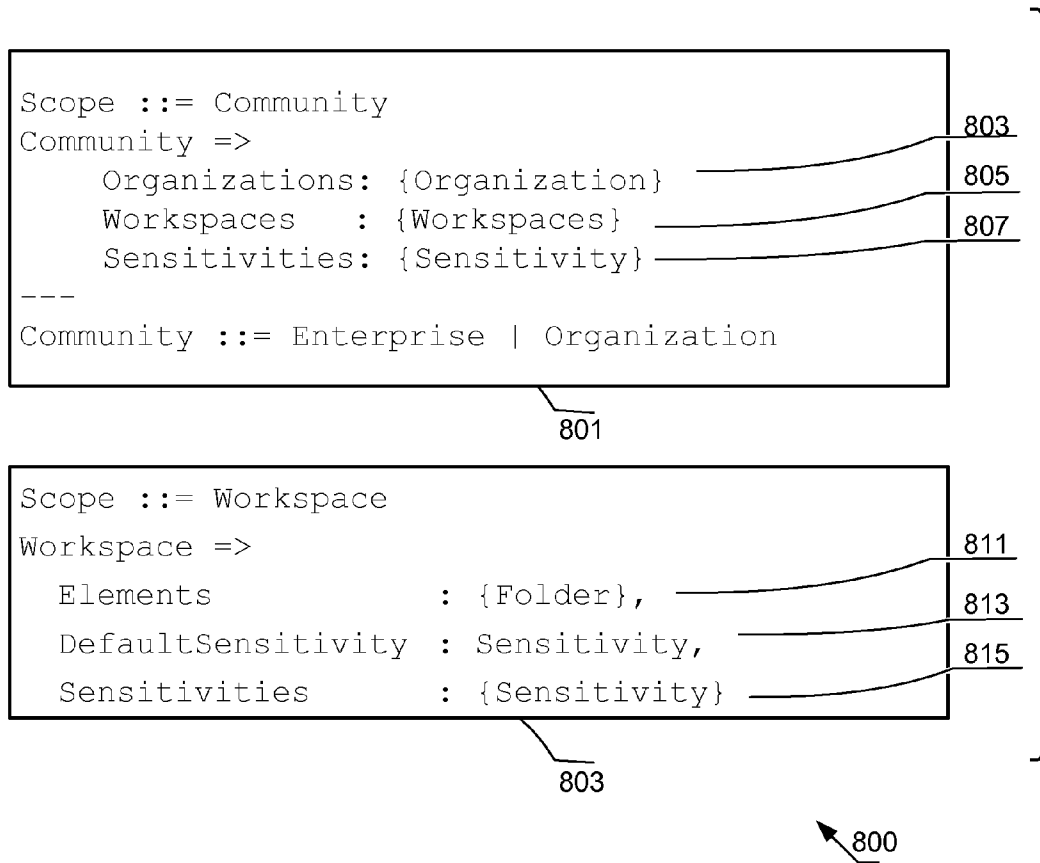 Scope ::= Community
Community =>
Organizations: {Organization}
Workspaces : {Workspaces}
Sensitivities: {Sensitivity}
---
Community ::= Enterprise | Organization
803
805
807
801
Scope ::= Workspace
Workspace =>
Elements : {Folder},
DefaultSensitivity : Sensitivity,
Sensitivities : {Sensitivity}
811
813
815
803
800